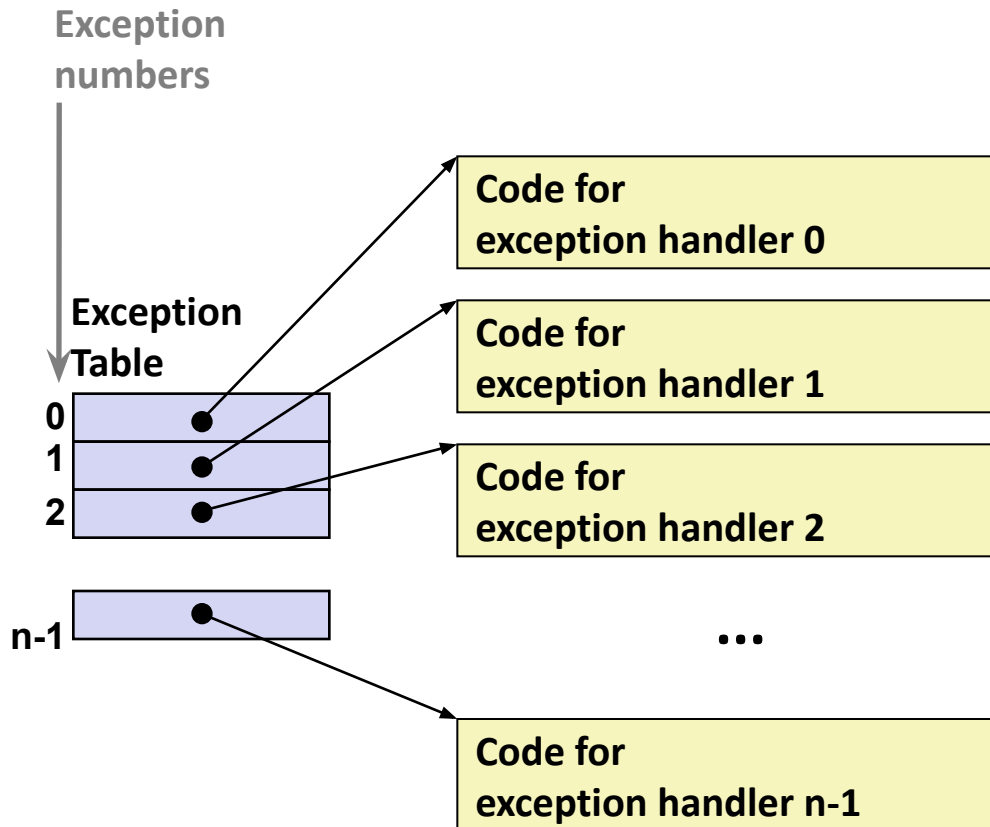 Exception
numbers
Code for
exception handler 0
Exception
Table
Code for
exception handler 1
0
1
2
Code for
exception handler 2
n-1
...
Code for
exception handler n-1